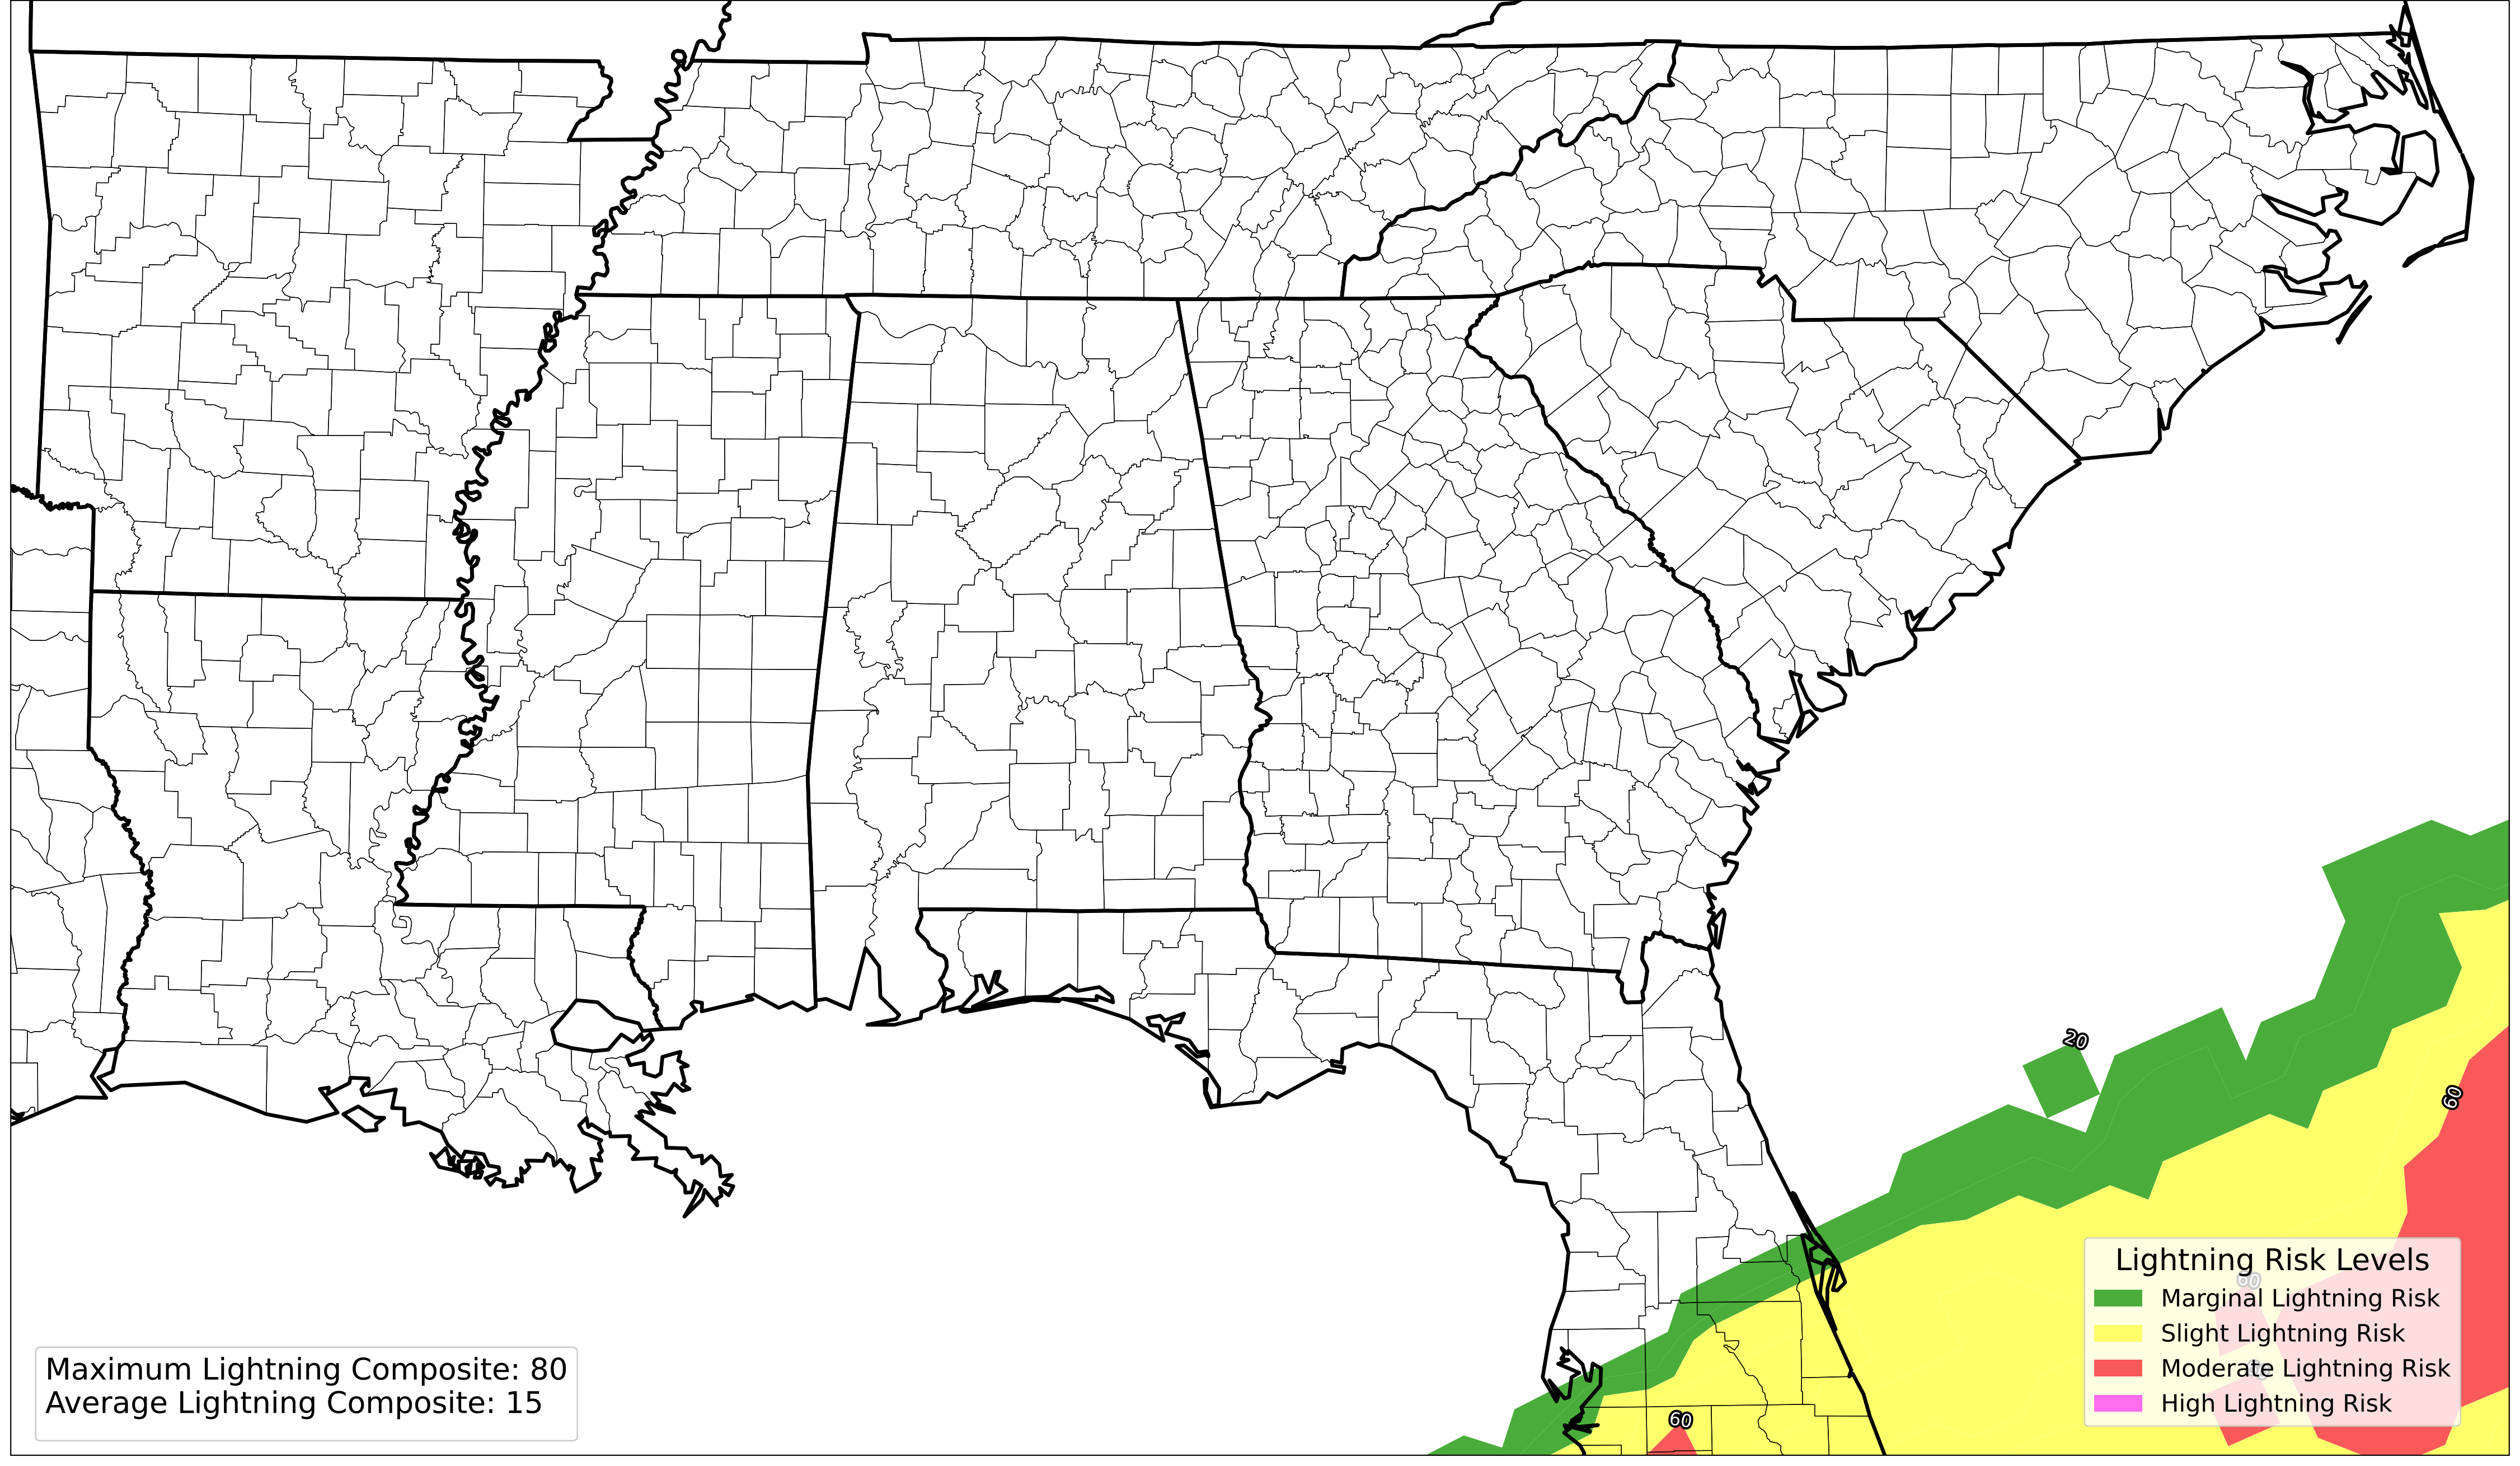 20
60
Lightning Risk Levels
60
Marginal Lightning Risk
Slight Lightning Risk
Moderate Lightning Risk
High Lightning Risk
Maximum Lightning Composite: 80
Average Lightning Composite: 15
60